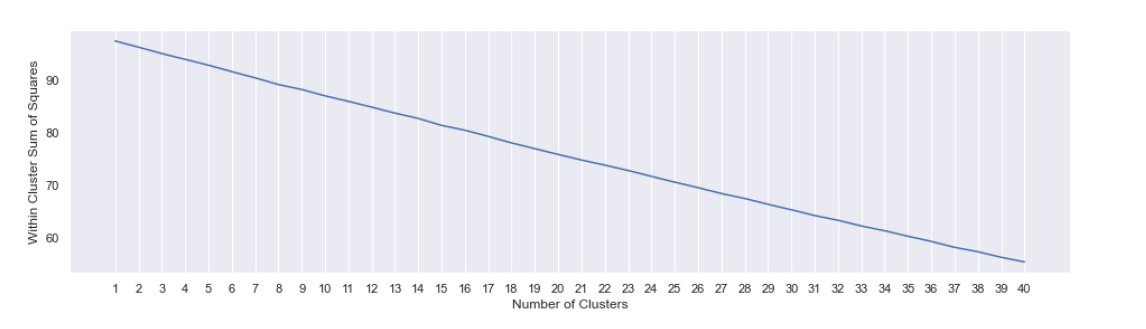 Within Cluster Sum of Squares
90
80
70
60
1 2 3 4 5 6 7 8 9 10 11 12 13 14 15 16 17 18 19 20 21 22 23 24 25 26 27 28 29 30 31 32 33 34 35 36 37 38 39 40
Number of Clusters